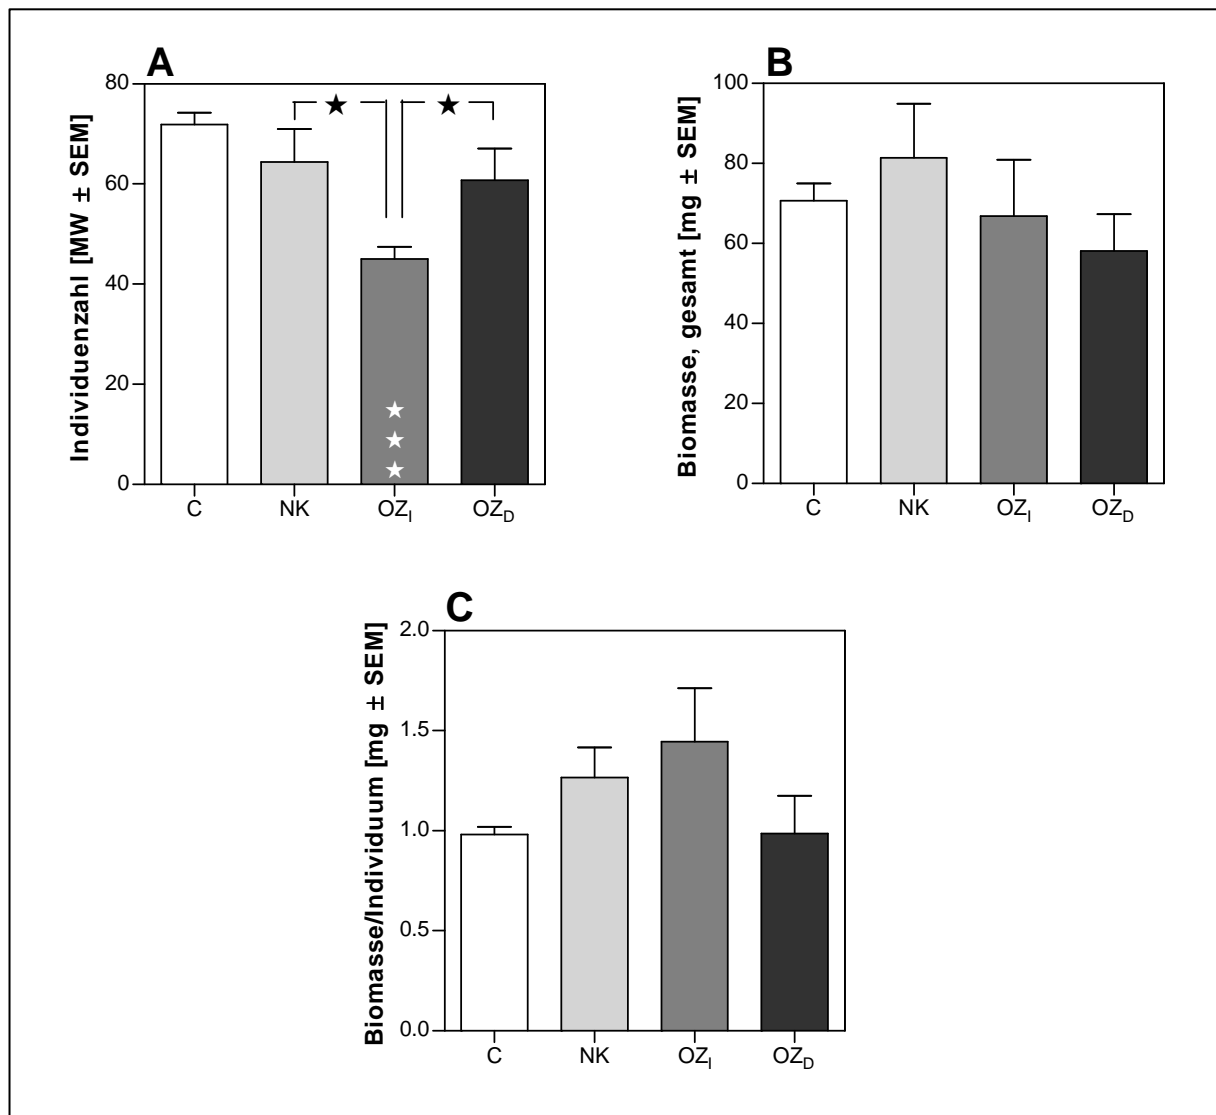 A
Individuenzahl [MW ± SEM]
80
60
40
20
0
C NK OZI OZD
B
Biomasse, gesamt [mg ± SEM]
100
80
60
40
20
0
C NK OZI OZD
C
Biomasse/Individuum [mg ± SEM]
2.0
1.5
1.0
0.5
0.0
C NK OZI OZD